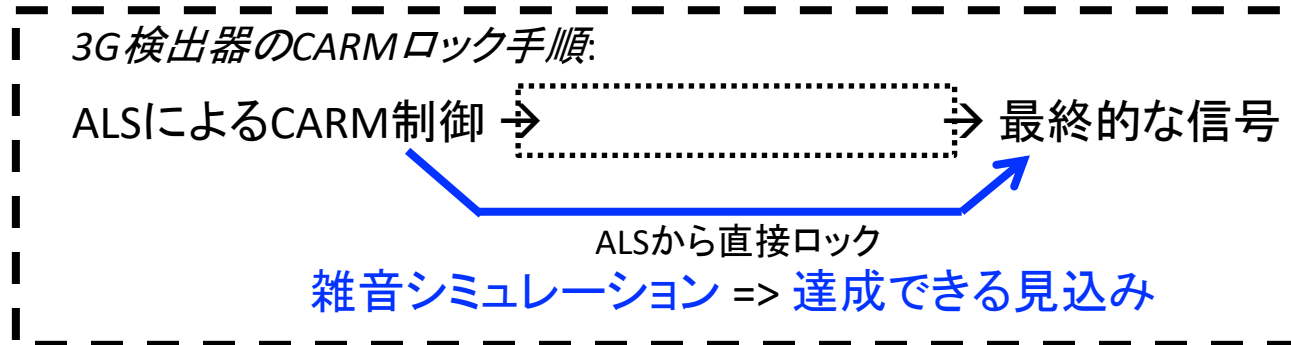 3G検出器のCARMロック手順:
ALSによるCARM制御 → → 最終的な信号
ALSから直接ロック
雑音シミュレーション => 達成できる見込み